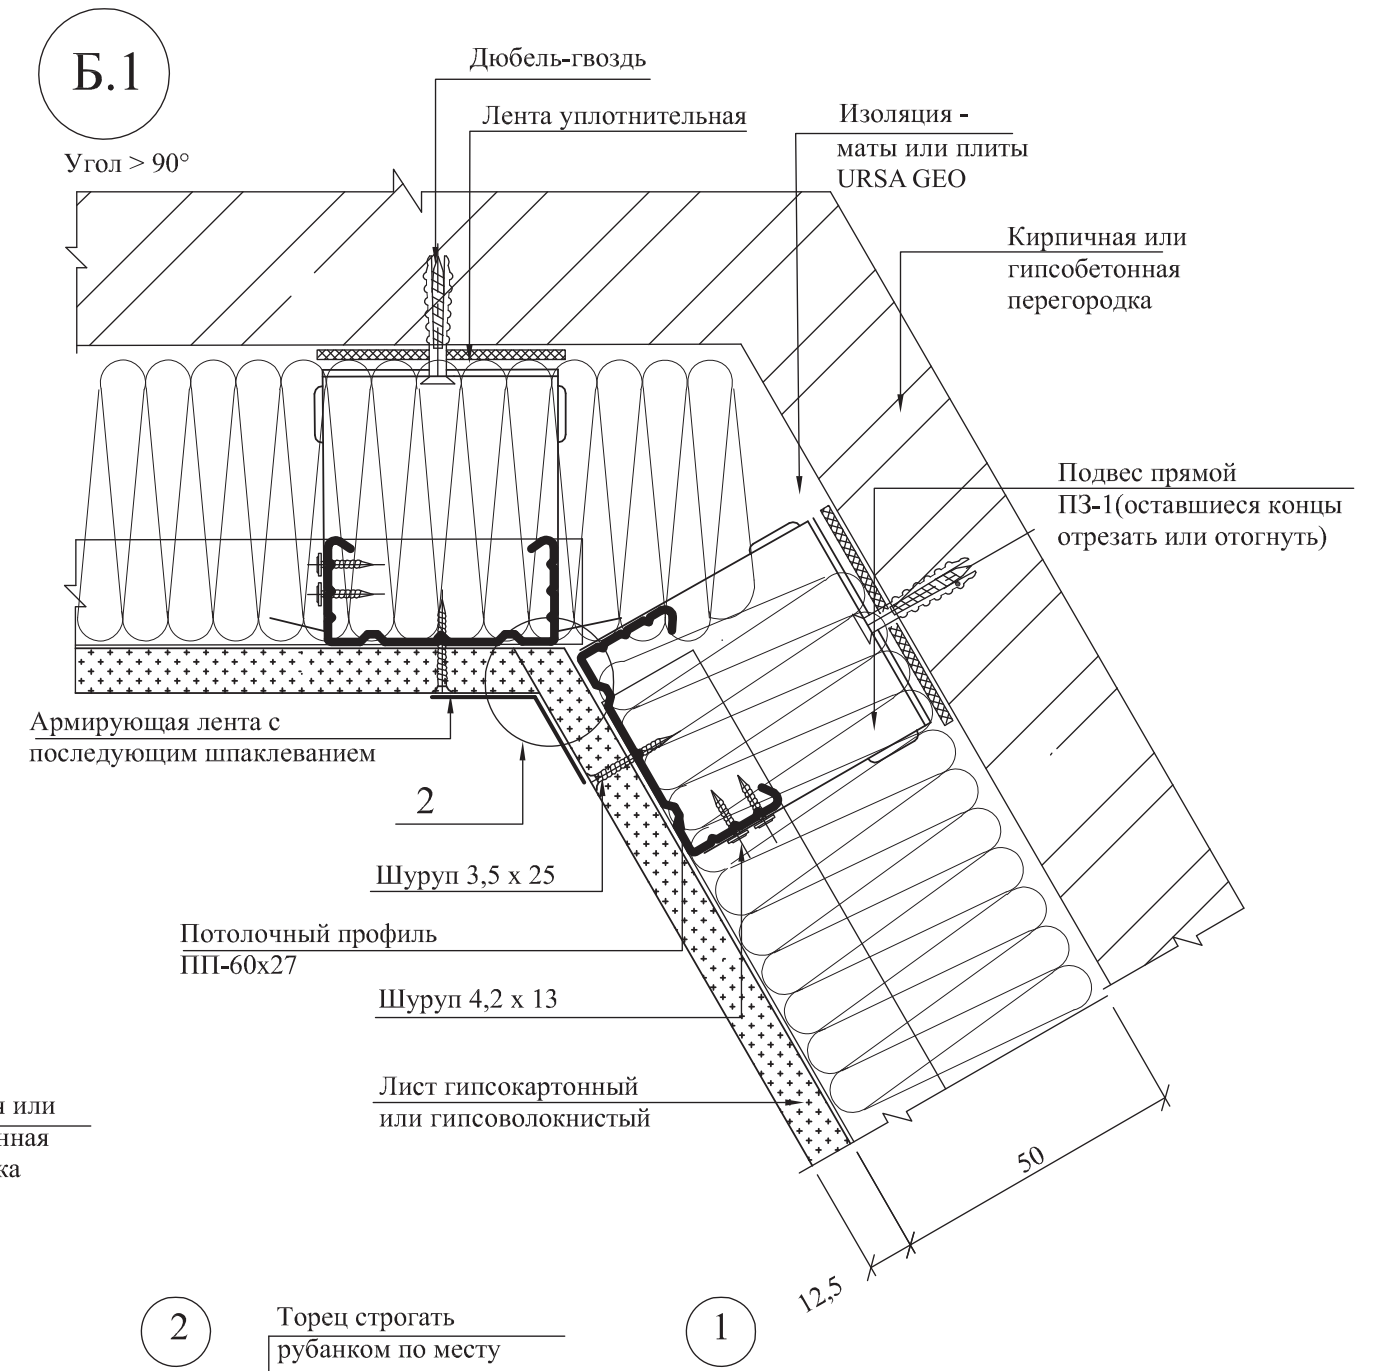 Б.1
Угол > 90°
Дюбель-гвоздь
Лента уплотнительная
Изоляция -
маты или плиты
URSA GEO
Кирпичная или
гипсобетонная
перегородка
Подвес прямой
ПЗ-1(оставшиеся концы
отрезать или отогнуть)
Армирующая лента с
последующим шпаклеванием
2
Шуруп 3,5 х 25
Потолочный профиль
ПП-60х27
Шуруп 4,2 х 13
Лист гипсокартонный
или гипсоволокнистый
или
нная
ка
50
12,5
2
Торец строгать
рубанком по месту
1